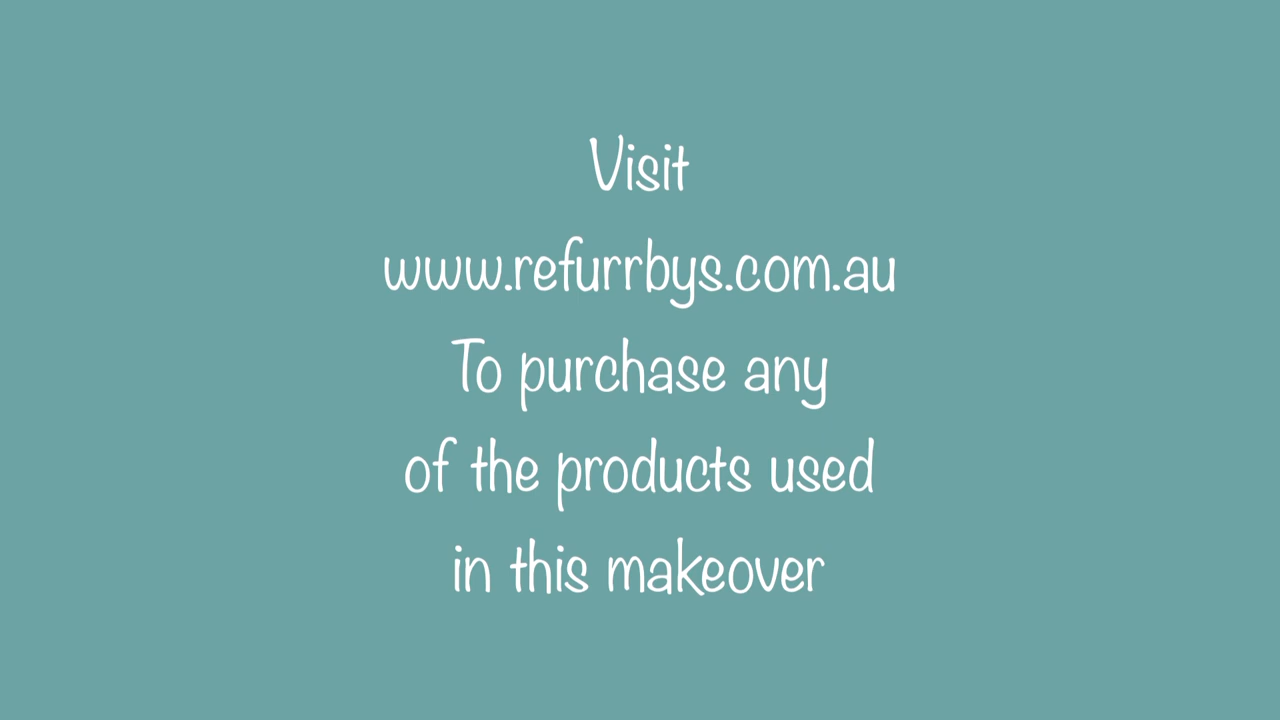 Visit
www.refurrbys.com.au
To purchase any
of the products used
in this makeover